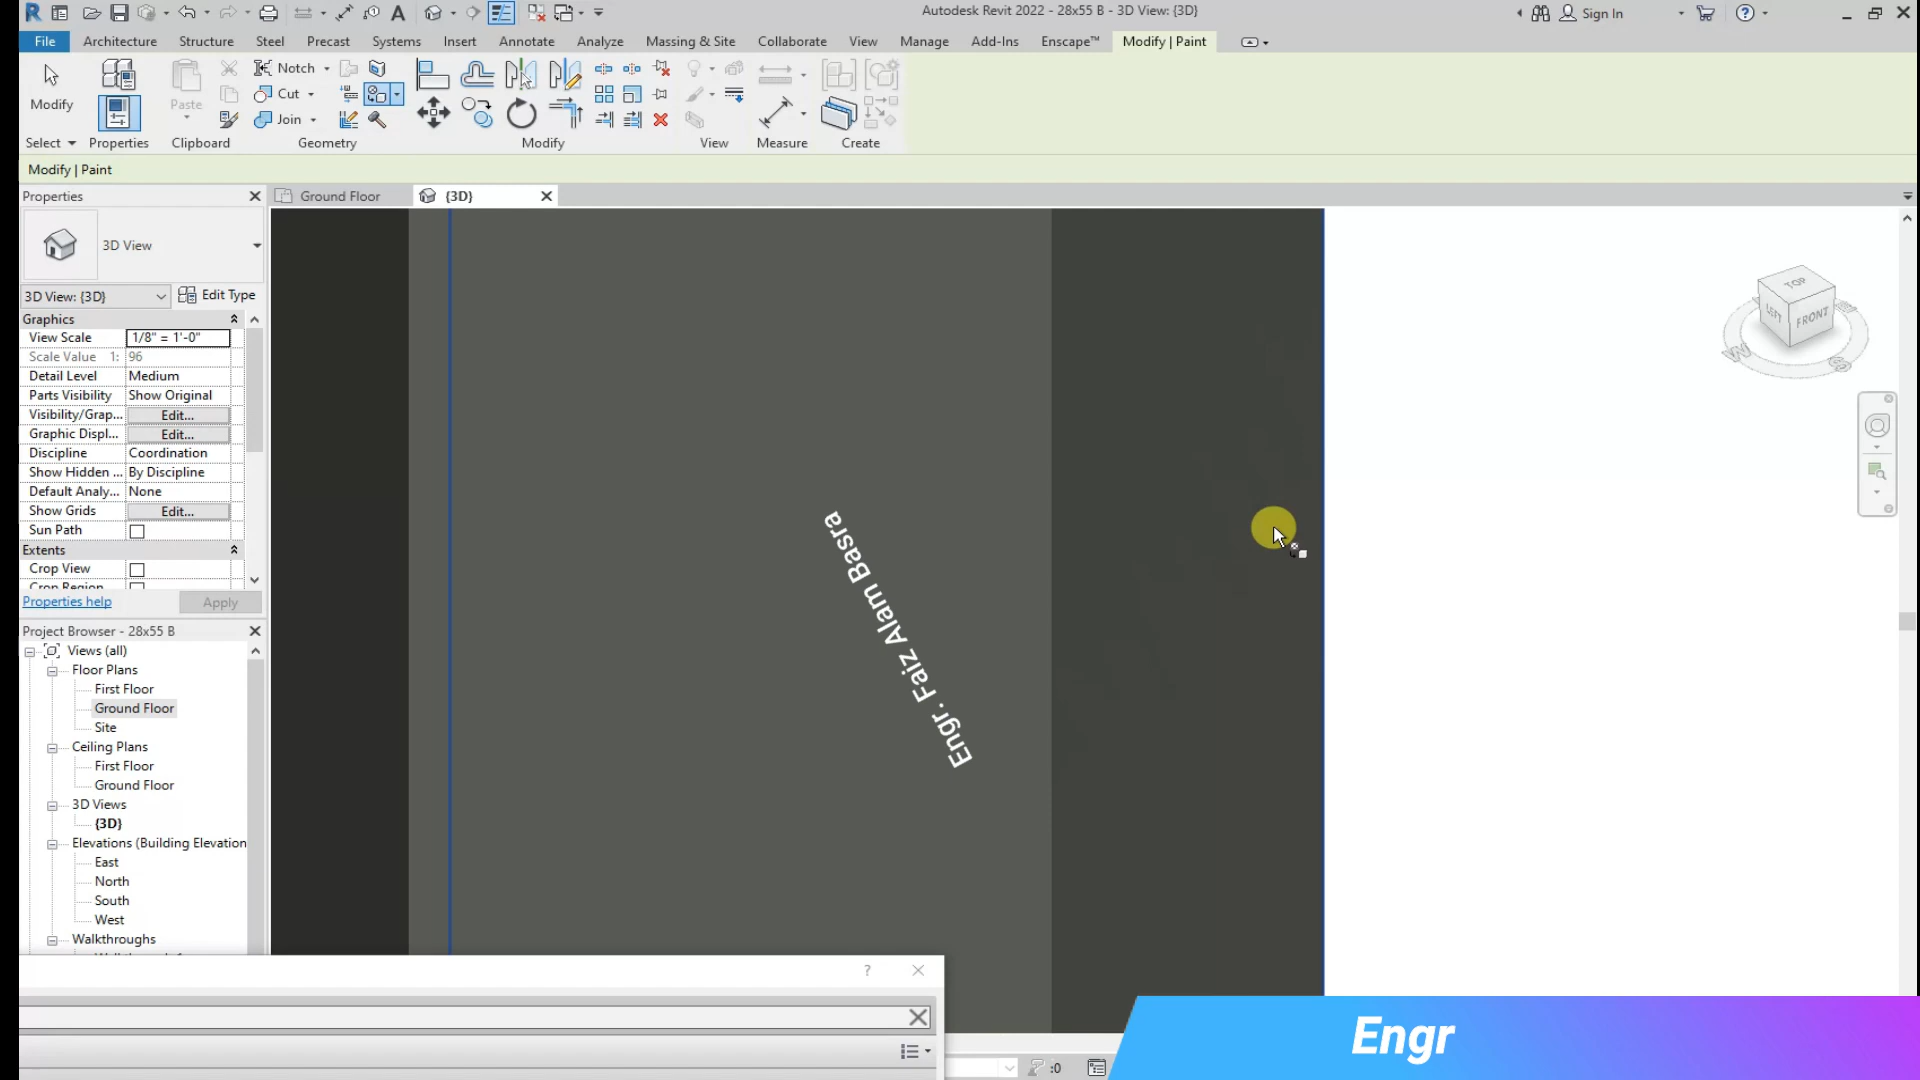 Autodesk Revit 2022 - 28x55 B - 3D View: {3D}
Sign In
File Architecture Structure Steel Precast Systems Insert Annotate Analyze Massing & Site Collaborate View Manage Add-Ins Enscape™ Modify | Paint
Modify
Paste
Notch
Cut
Join
Select Properties Clipboard Geometry Modify View Measure Create
Modify | Paint
Properties
Ground Floor
{3D}
3D View
3D View: {3D}
Edit Type
Graphics
View Scale 1/8" = 1'-0"
Scale Value 1: 96
Detail Level Medium
Parts Visibility Show Original
Visibility/Grap... Edit...
Graphic Displ... Edit...
Discipline Coordination
Show Hidden ... By Discipline
Default Analy... None
Show Grids Edit...
Sun Path
Extents
Crop View
Crop Region
Properties help
Apply
Project Browser - 28x55 B
Views (all)
Floor Plans
First Floor
Ground Floor
Site
Ceiling Plans
First Floor
Ground Floor
3D Views
{3D}
Elevations (Building Elevation
East
North
South
West
Walkthroughs
TOP
LEFT
FRONT
W
S
Engr. Faiz Alam Basra
?
:0
Engr